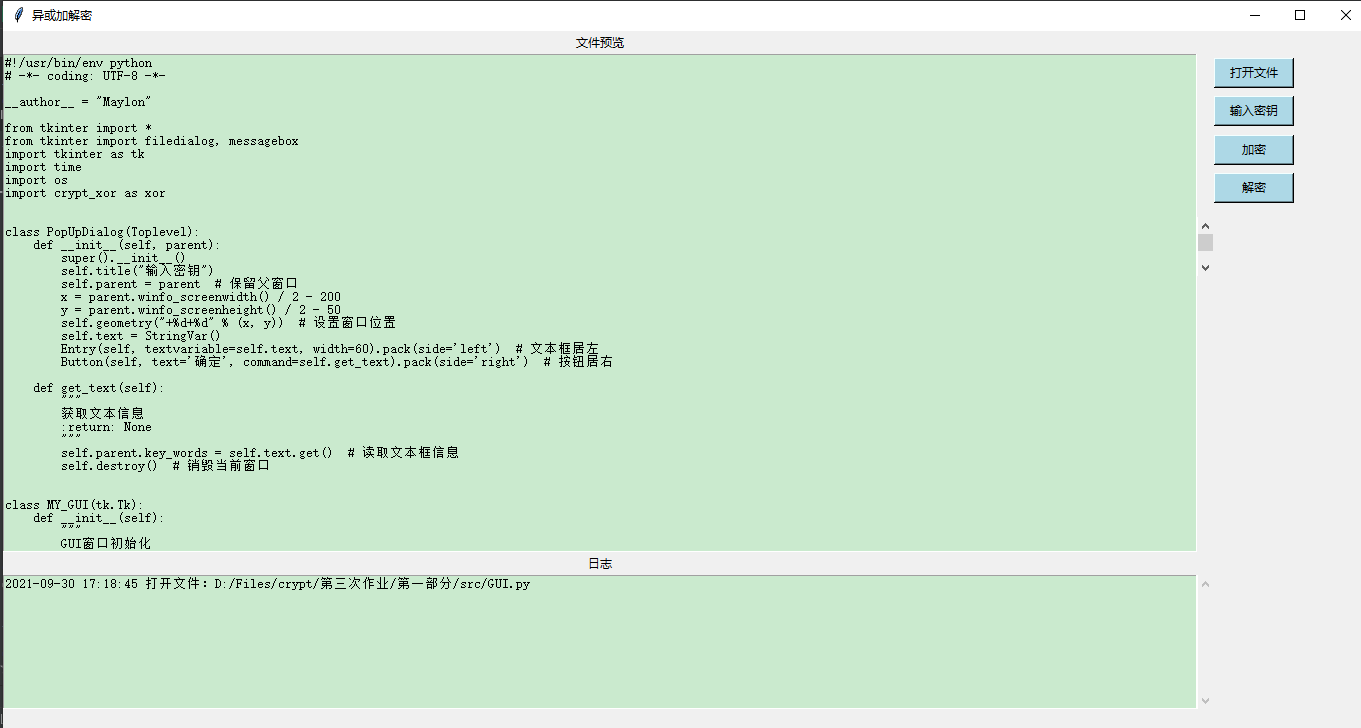 异或加解密
文件预览
#!/usr/bin/env python
# -*- coding: UTF-8 -*-
__author__ = "Maylon"
from tkinter import *
from tkinter import filedialog, messagebox
import tkinter as tk
import time
import os
import crypt_xor as xor
class PopUpDialog(Toplevel):
    def __init__(self, parent):
        super().__init__()
        self.title("输入密钥")
        self.parent = parent  # 保留父窗口
        x = parent.winfo_screenwidth() / 2 - 200
        y = parent.winfo_screenheight() / 2 - 50
        self.geometry("+%d+%d" % (x, y))  # 设置窗口位置
        self.text = StringVar()
        Entry(self, textvariable=self.text, width=60).pack(side='left')  # 文本框居左
        Button(self, text='确定', command=self.get_text).pack(side='right')  # 按钮居右
    def get_text(self):
        """
        获取文本信息
        :return: None
        """
        self.parent.key_words = self.text.get()  # 读取文本框信息
        self.destroy()  # 销毁当前窗口
class MY_GUI(tk.Tk):
    def __init__(self):
        """
        GUI窗口初始化
打开文件
输入密钥
加密
解密
日志
2021-09-30 17:18:45 打开文件：D:/Files/crypt/第三次作业/第一部分/src/GUI.py